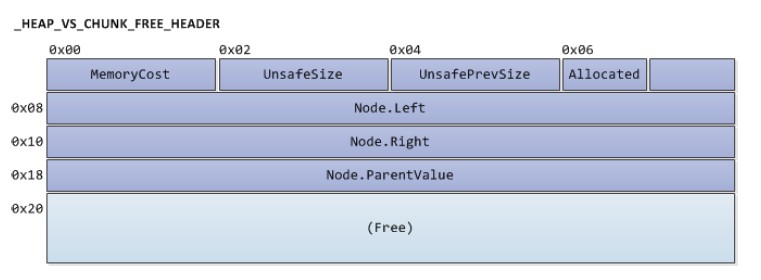 _HEAP_VS_CHUNK_FREE_HEADER
0x00 0x02 0x04 0x06
MemoryCost UnsafeSize UnsafePrevSize Allocated
0x08 Node.Left
0x10 Node.Right
0x18 Node.ParentValue
0x20
(Free)